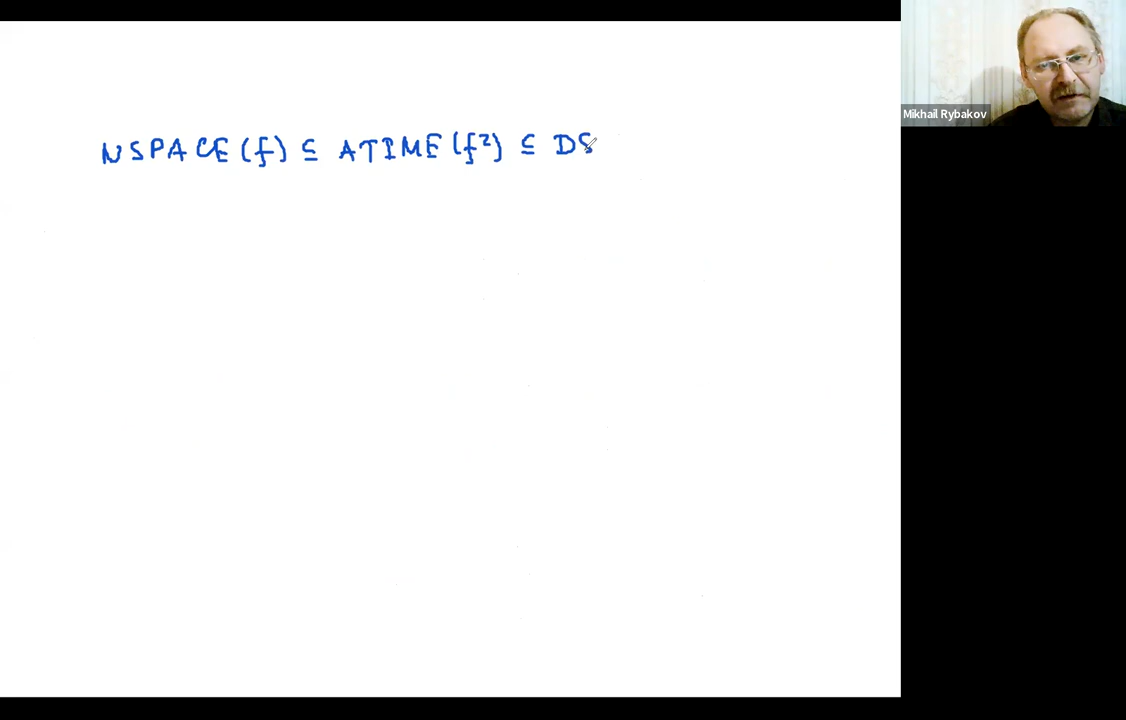 NSPACE(f) ⊆ ATIME(f²) ⊆ DS
Mikhail Rybakov